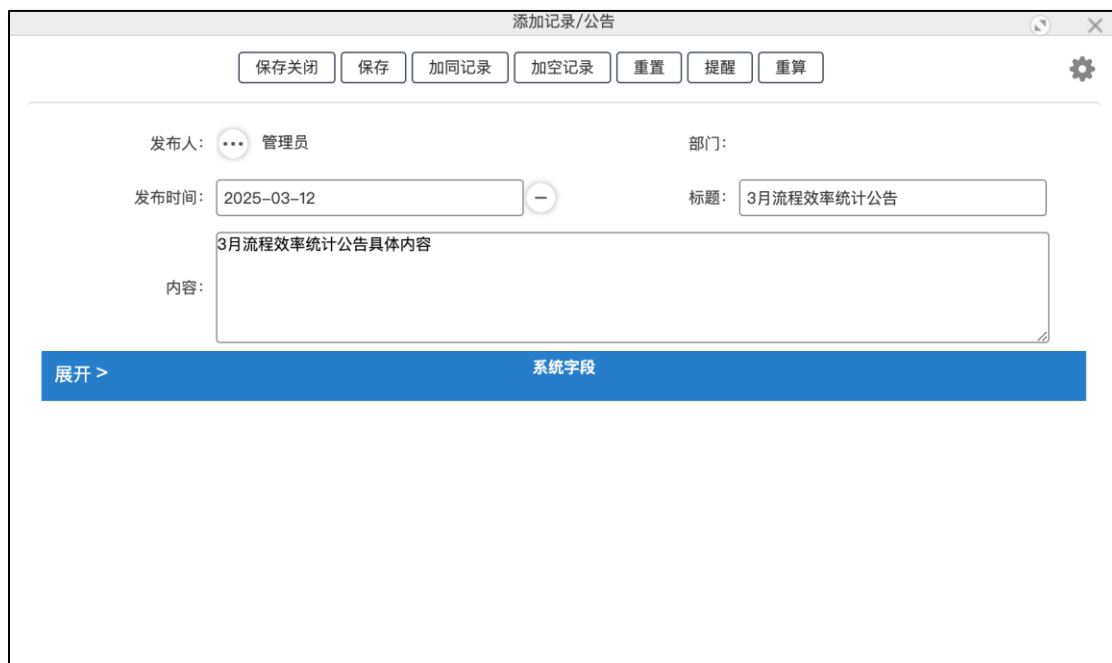 添加记录/公告
保存关闭 保存 加同记录 加空记录 重置 提醒 重算
发布人： 管理员 部门：
发布时间： 2025-03-12 标题： 3月流程效率统计公告
3月流程效率统计公告具体内容
内容：
展开 > 系统字段